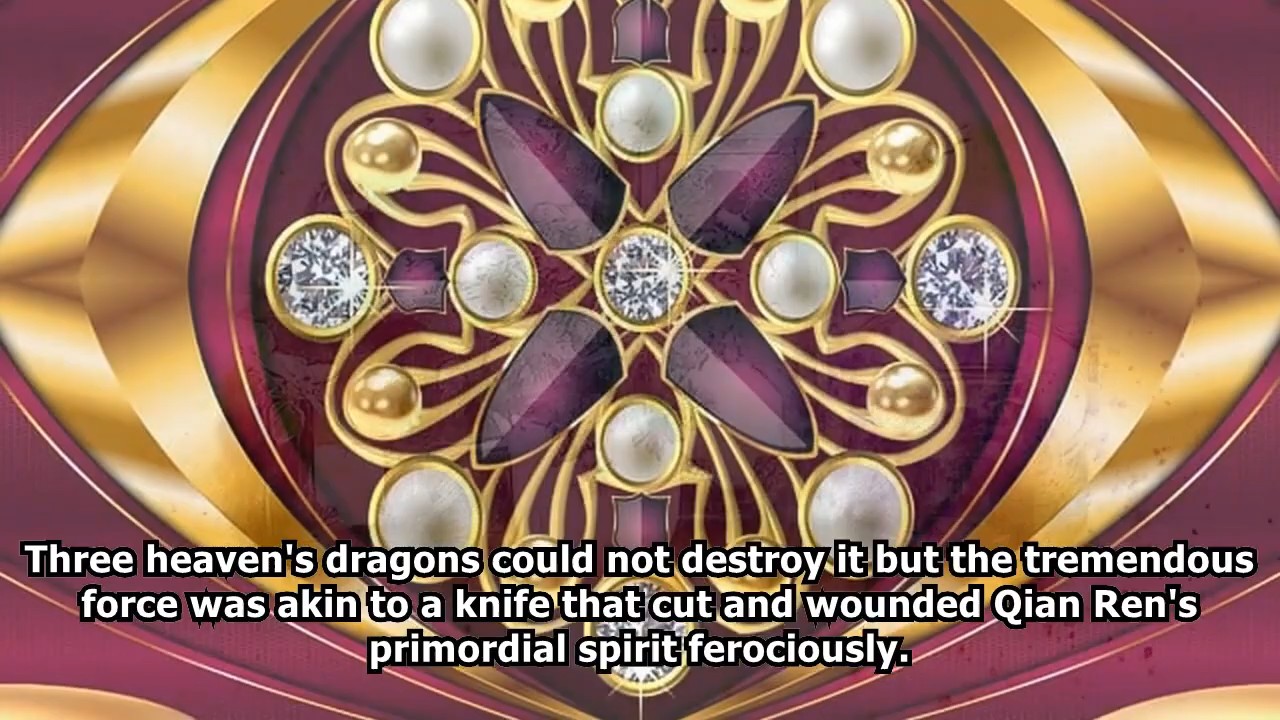 Three heaven's dragons could not destroy it but the tremendous
force was akin to a knife that cut and wounded Qian Ren's
primordial spirit ferociously.